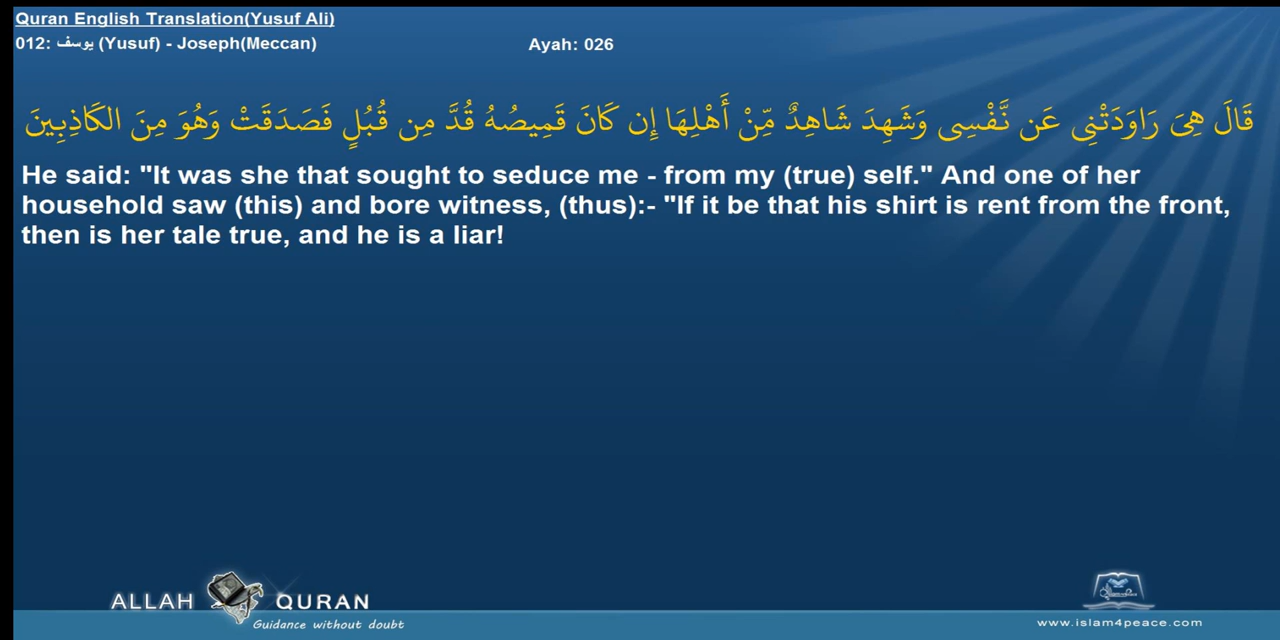 Quran English Translation(Yusuf Ali)
012: يوسف (Yusuf) - Joseph(Meccan)
Ayah: 026
قَالَ هِىَ رَاوَدَتْنِى عَن نَّفْسِى وَشَهِدَ شَاهِدٌ مِّنْ أَهْلِهَا إِن كَانَ قَمِيصُهُ قُدَّ مِن قُبُلٍ فَصَدَقَتْ وَهُوَ مِنَ الكَاذِبِينَ
He said: "It was she that sought to seduce me - from my (true) self." And one of her
household saw (this) and bore witness, (thus):- "If it be that his shirt is rent from the front,
then is her tale true, and he is a liar!
ALLAH QURAN
Guidance without doubt
www.islam4peace.com